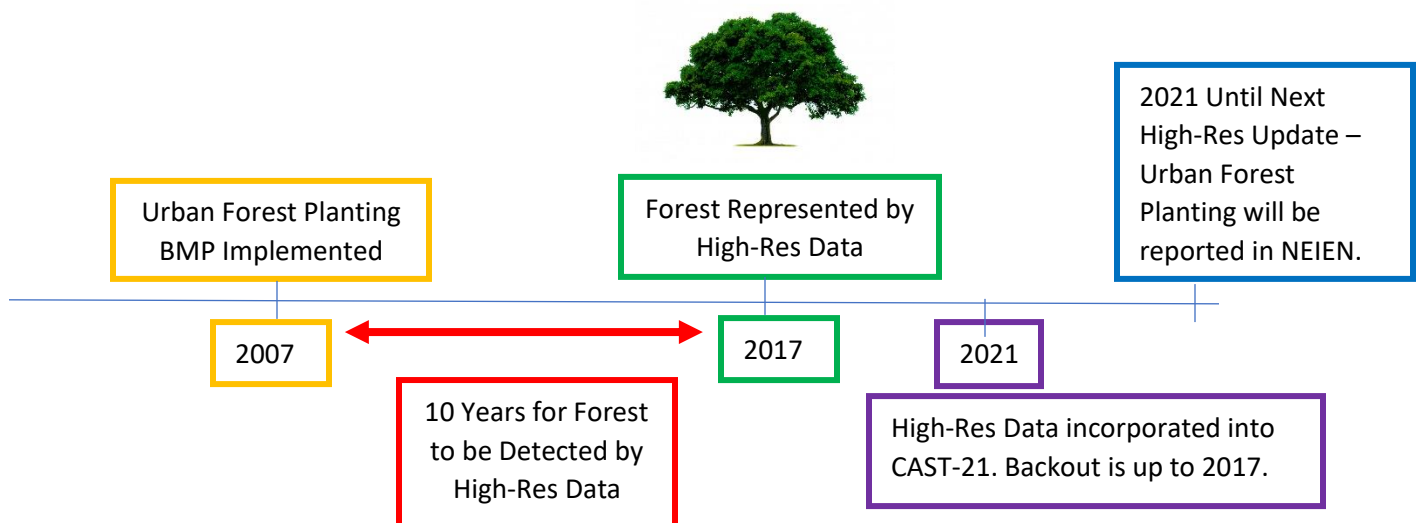 Urban Forest Planting
BMP Implemented
Forest Represented by
High-Res Data
2021 Until Next
High-Res Update –
Urban Forest
Planting will be
reported in NEIEN.
2007
2017
2021
10 Years for Forest
to be Detected by
High-Res Data
High-Res Data incorporated into
CAST-21. Backout is up to 2017.